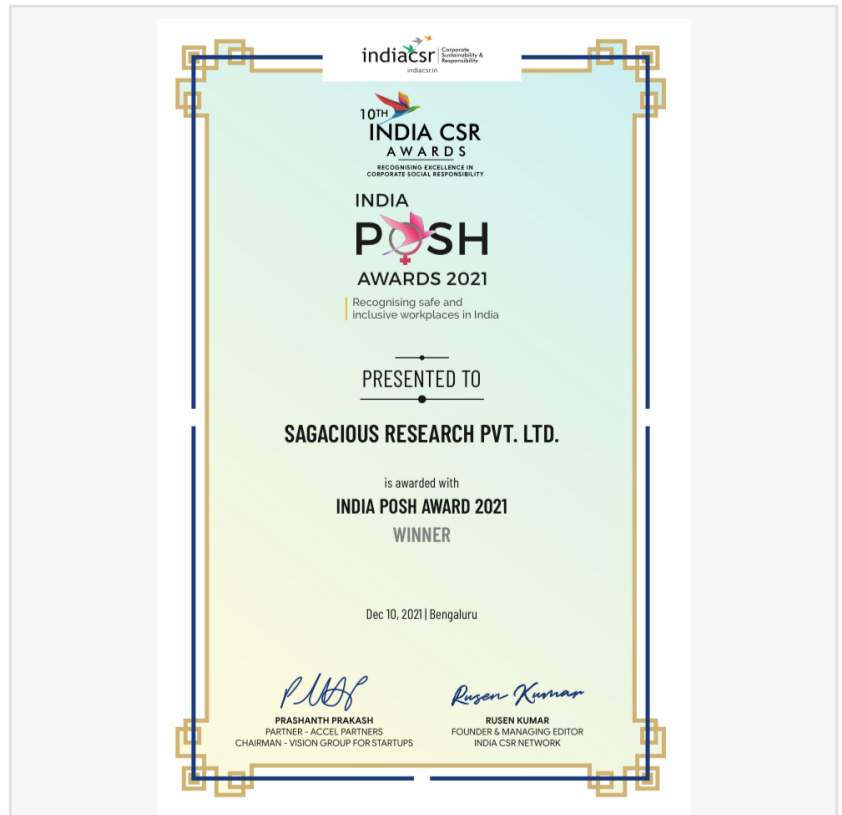 indiacsr
Corporate
Sustainability &
Responsibility
indiacsr.in
10TH
INDIA CSR
AWARDS
RECOGNISING EXCELLENCE IN
CORPORATE SOCIAL RESPONSIBILITY
INDIA
POSH
AWARDS 2021
Recognising safe and
inclusive workplaces in India
PRESENTED TO
SAGACIOUS RESEARCH PVT. LTD.
is awarded with
INDIA POSH AWARD 2021
WINNER
Dec 10, 2021 | Bengaluru
Rusen Kumar
PRASHANTH PRAKASH
PARTNER - ACCEL PARTNERS
CHAIRMAN - VISION GROUP FOR STARTUPS
RUSEN KUMAR
FOUNDER & MANAGING EDITOR
INDIA CSR NETWORK